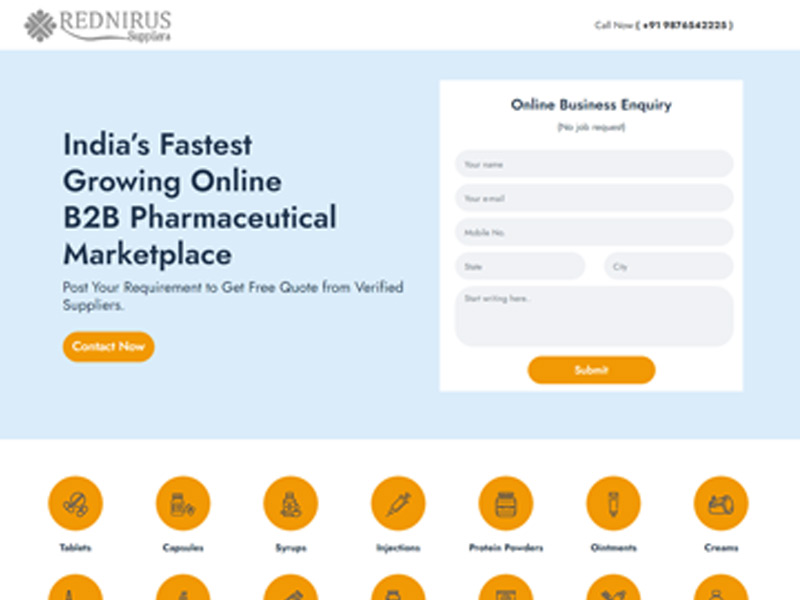 REDNIRUS
Suppliers
Call Now ( +91 9876542225 )
India's Fastest
Growing Online
B2B Pharmaceutical
Marketplace
Post Your Requirement to Get Free Quote from Verified
Suppliers.
Contact Now
Online Business Enquiry
(No job request)
Your name
Your email
Mobile No.
State City
Start writing here..
Submit
Tablets Capsules Syrups Injections Protein Powders Ointments Creams